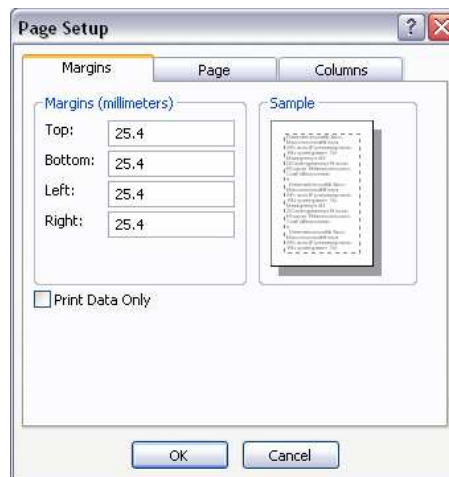 Page Setup
Margins
Page
Columns
Margins (millimeters)
Top:
25.4
Bottom:
25.4
Left:
25.4
Right:
25.4
Sample
Print Data Only
OK
Cancel